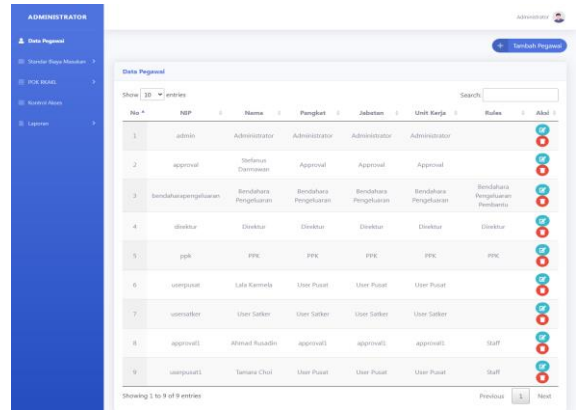 ADMINISTRATOR
Administrator
Data Pegawai
Standar Biaya Masukan
POK RKAKL
Kontrol Akses
Laporan
Tambah Pegawai
Data Pegawai
Show 10 entries
Search:
No NIP Nama Pangkat Jabatan Unit Kerja Roles Aksi
1 admin Administrator Administrator Administrator Administrator
2 approval Stefanus Darmawan Approval Approval Approval
3 bendaharapengeluaran Bendahara Pengeluaran Bendahara Pengeluaran Bendahara Pengeluaran Bendahara Pengeluaran Bendahara Pengeluaran Pembantu
4 direktur Direktur Direktur Direktur Direktur Direktur
5 ppk PPK PPK PPK PPK PPK
6 userpusat Lala Karmela User Pusat User Pusat User Pusat
7 usersatker User Satker User Satker User Satker User Satker
8 approval1 Ahmad Rusadin approval1 approval1 approval1 Staff
9 userpusat1 Tamara Choi User Pusat User Pusat User Pusat Staff
Showing 1 to 9 of 9 entries
Previous 1 Next